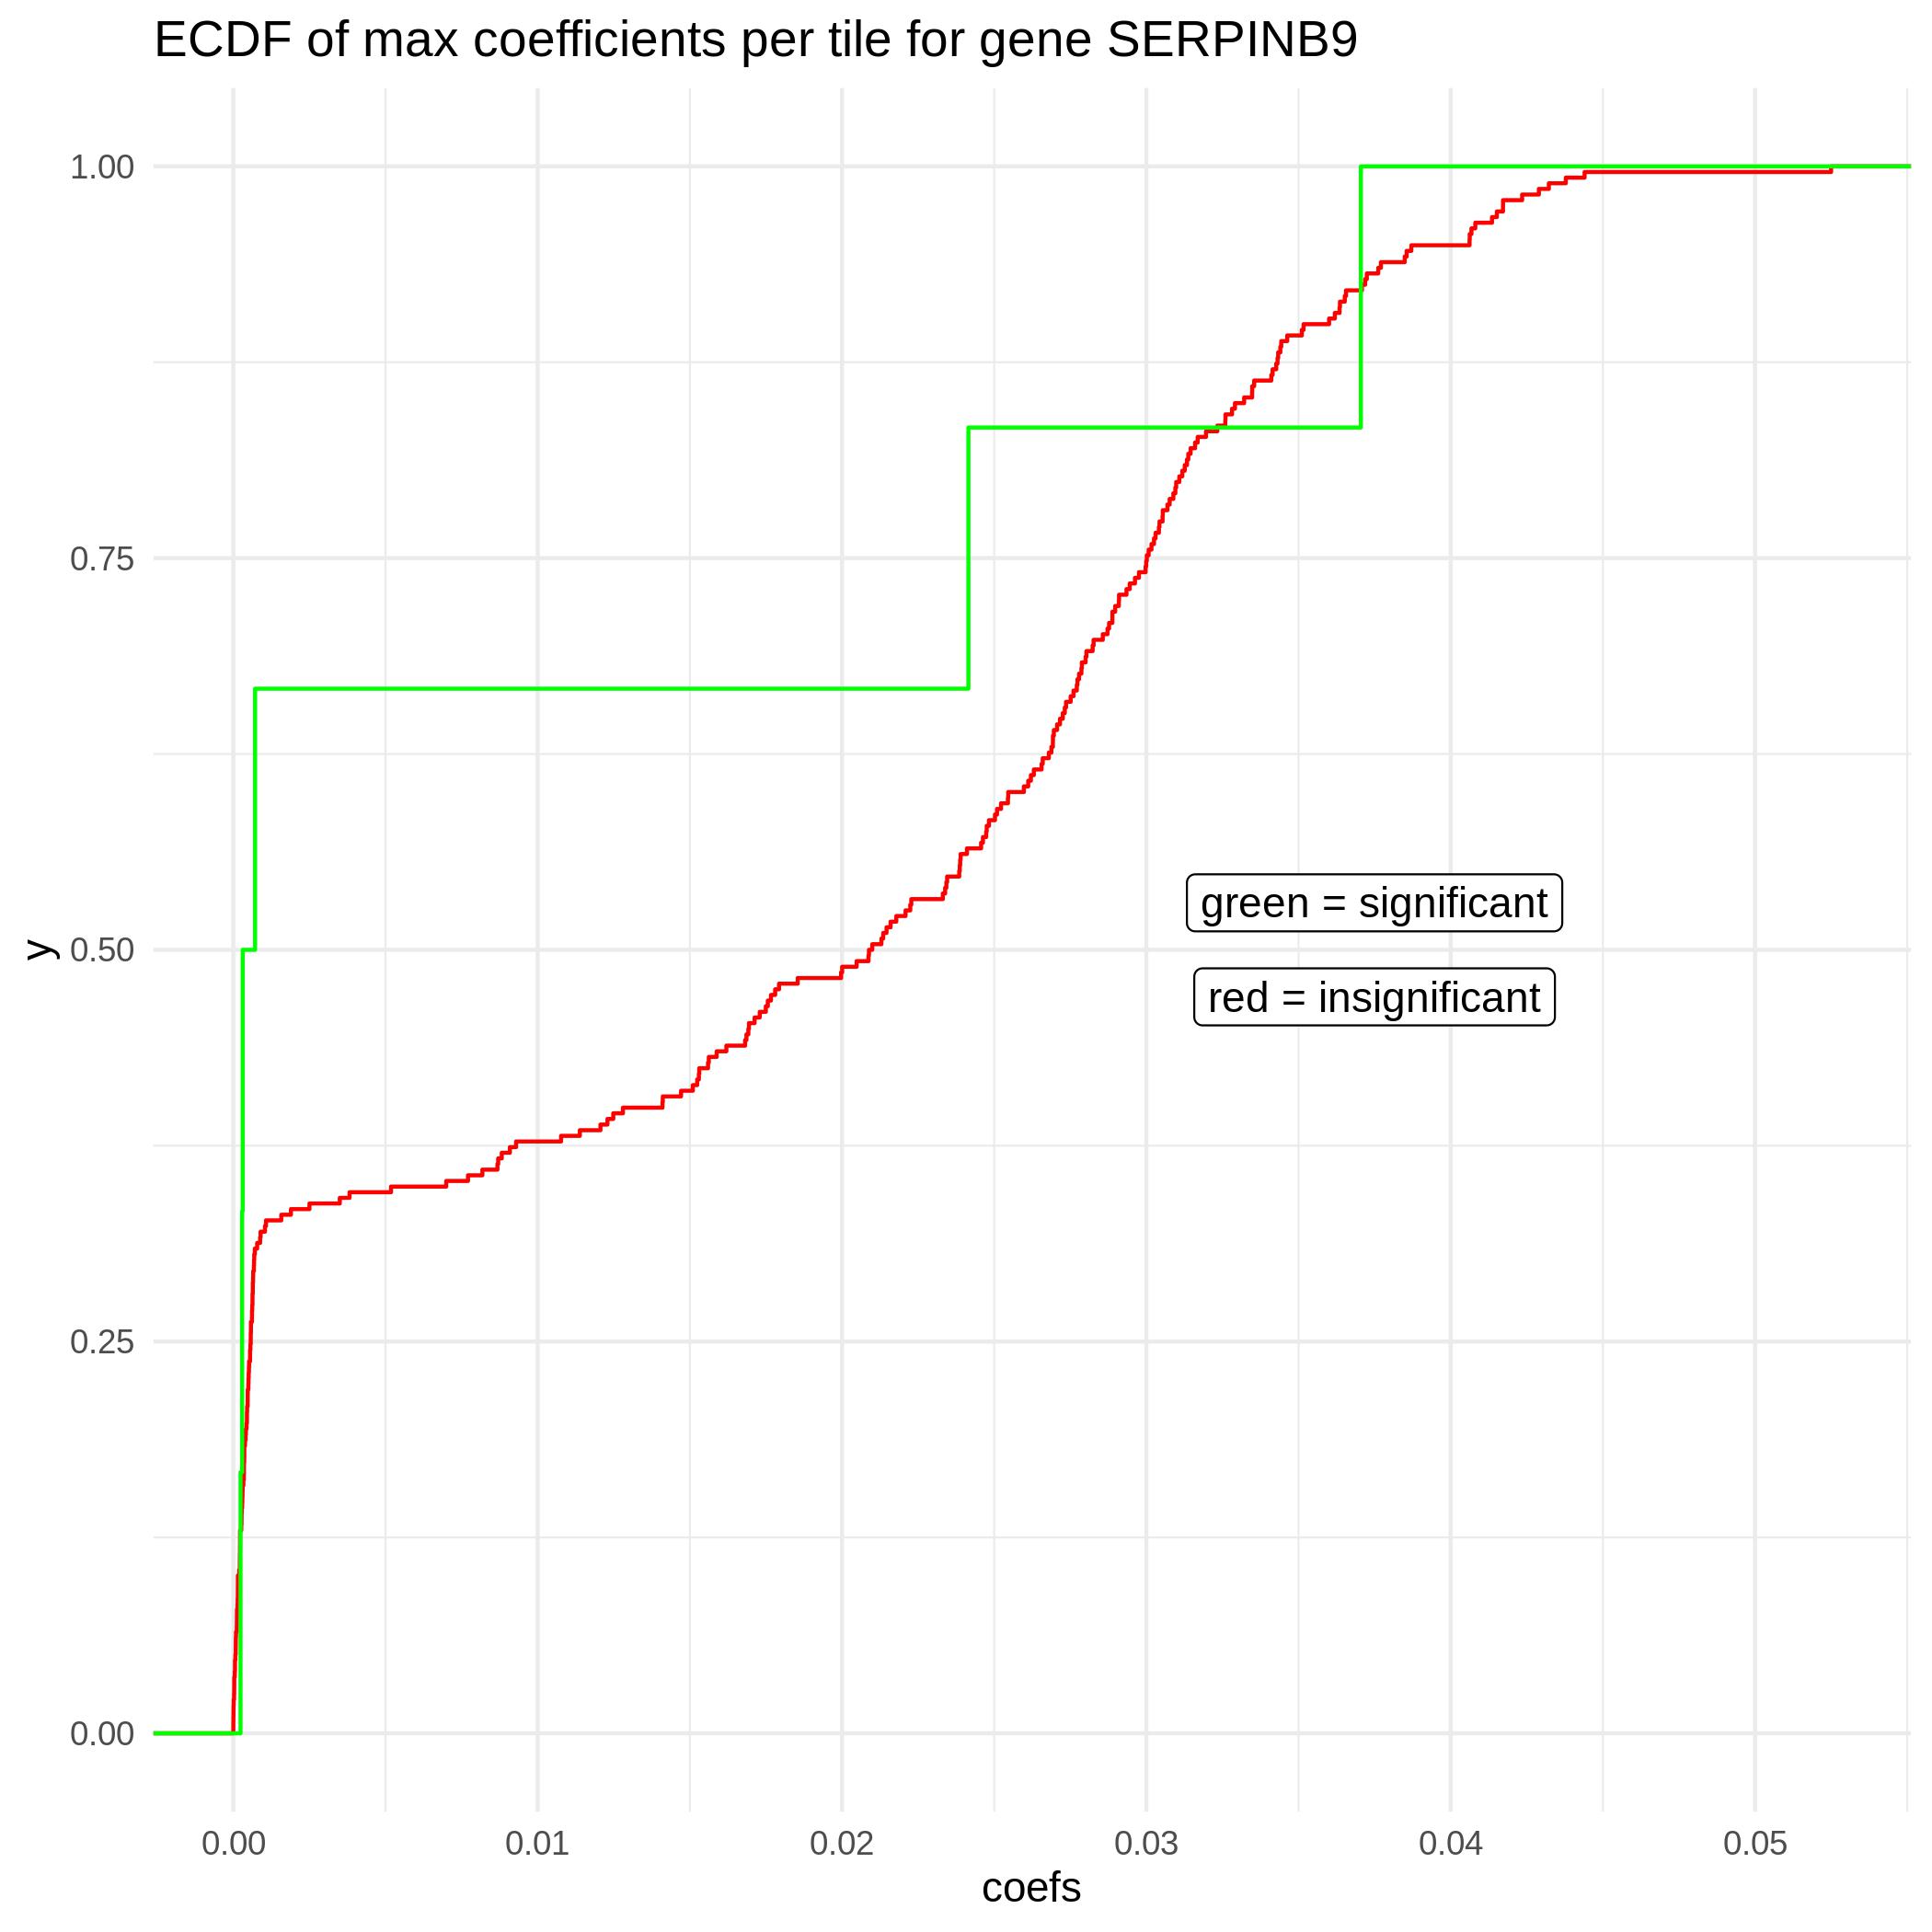 ECDF of max coefficients per tile for gene SERPINB9
1.00
0.75
0.50
0.25
0.00
y
green = significant
red = insignificant
0.00 0.01 0.02 0.03 0.04 0.05
coefs